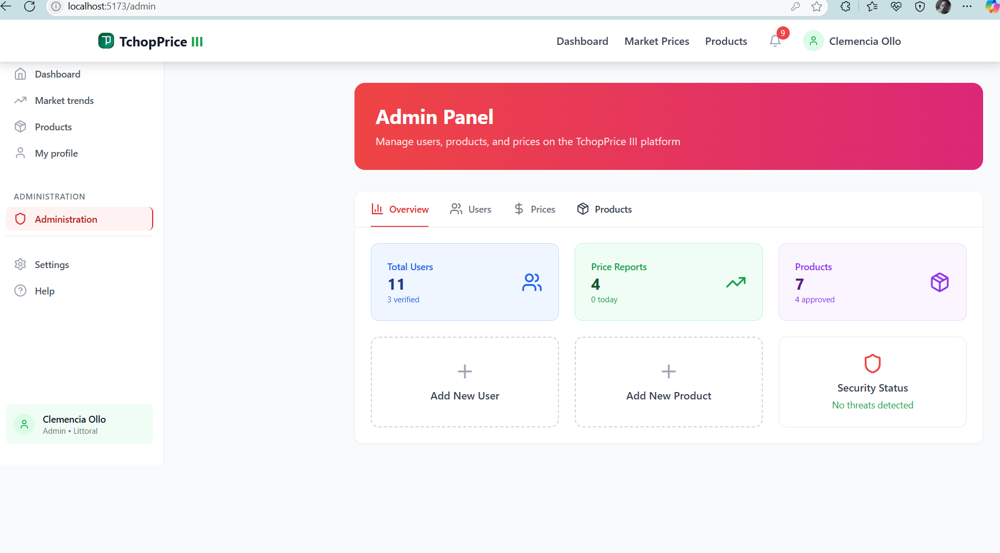 localhost:5173/admin
TchopPrice III
Dashboard
Market Prices
Products
9
Clemencia Ollo
Dashboard
Market trends
Products
My profile
ADMINISTRATION
Administration
Settings
Help
Clemencia Ollo
Admin • Littoral
Admin Panel
Manage users, products, and prices on the TchopPrice III platform
Overview
Users
Prices
Products
Total Users
11
3 verified
Price Reports
4
0 today
Products
7
4 approved
Add New User
Add New Product
Security Status
No threats detected